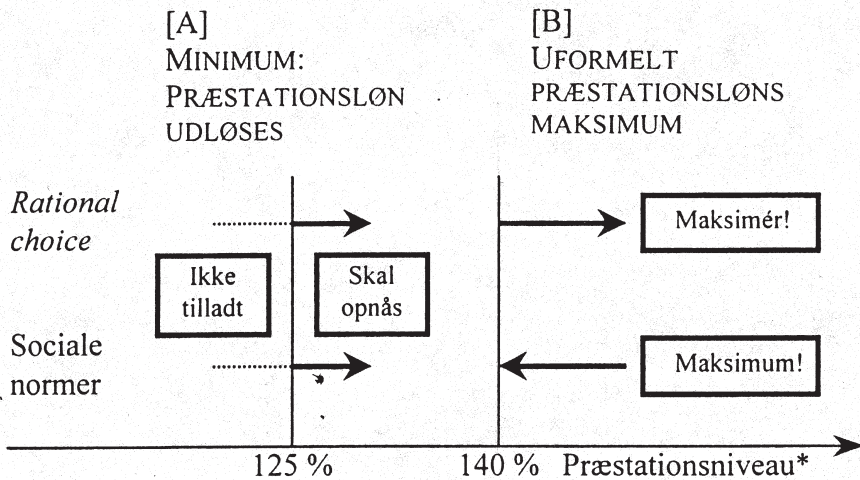 [A]
MINIMUM:
PRÆSTATIONSLØN
UDLØSES
[B]
UFORMELT
PRÆSTATIONSLØNS
MAKSIMUM
Rational
choice
Maksimér!
Ikke
tilladt
Skal
opnås
Sociale
normer
Maksimum!
125 %
140 %
Præstationsniveau*